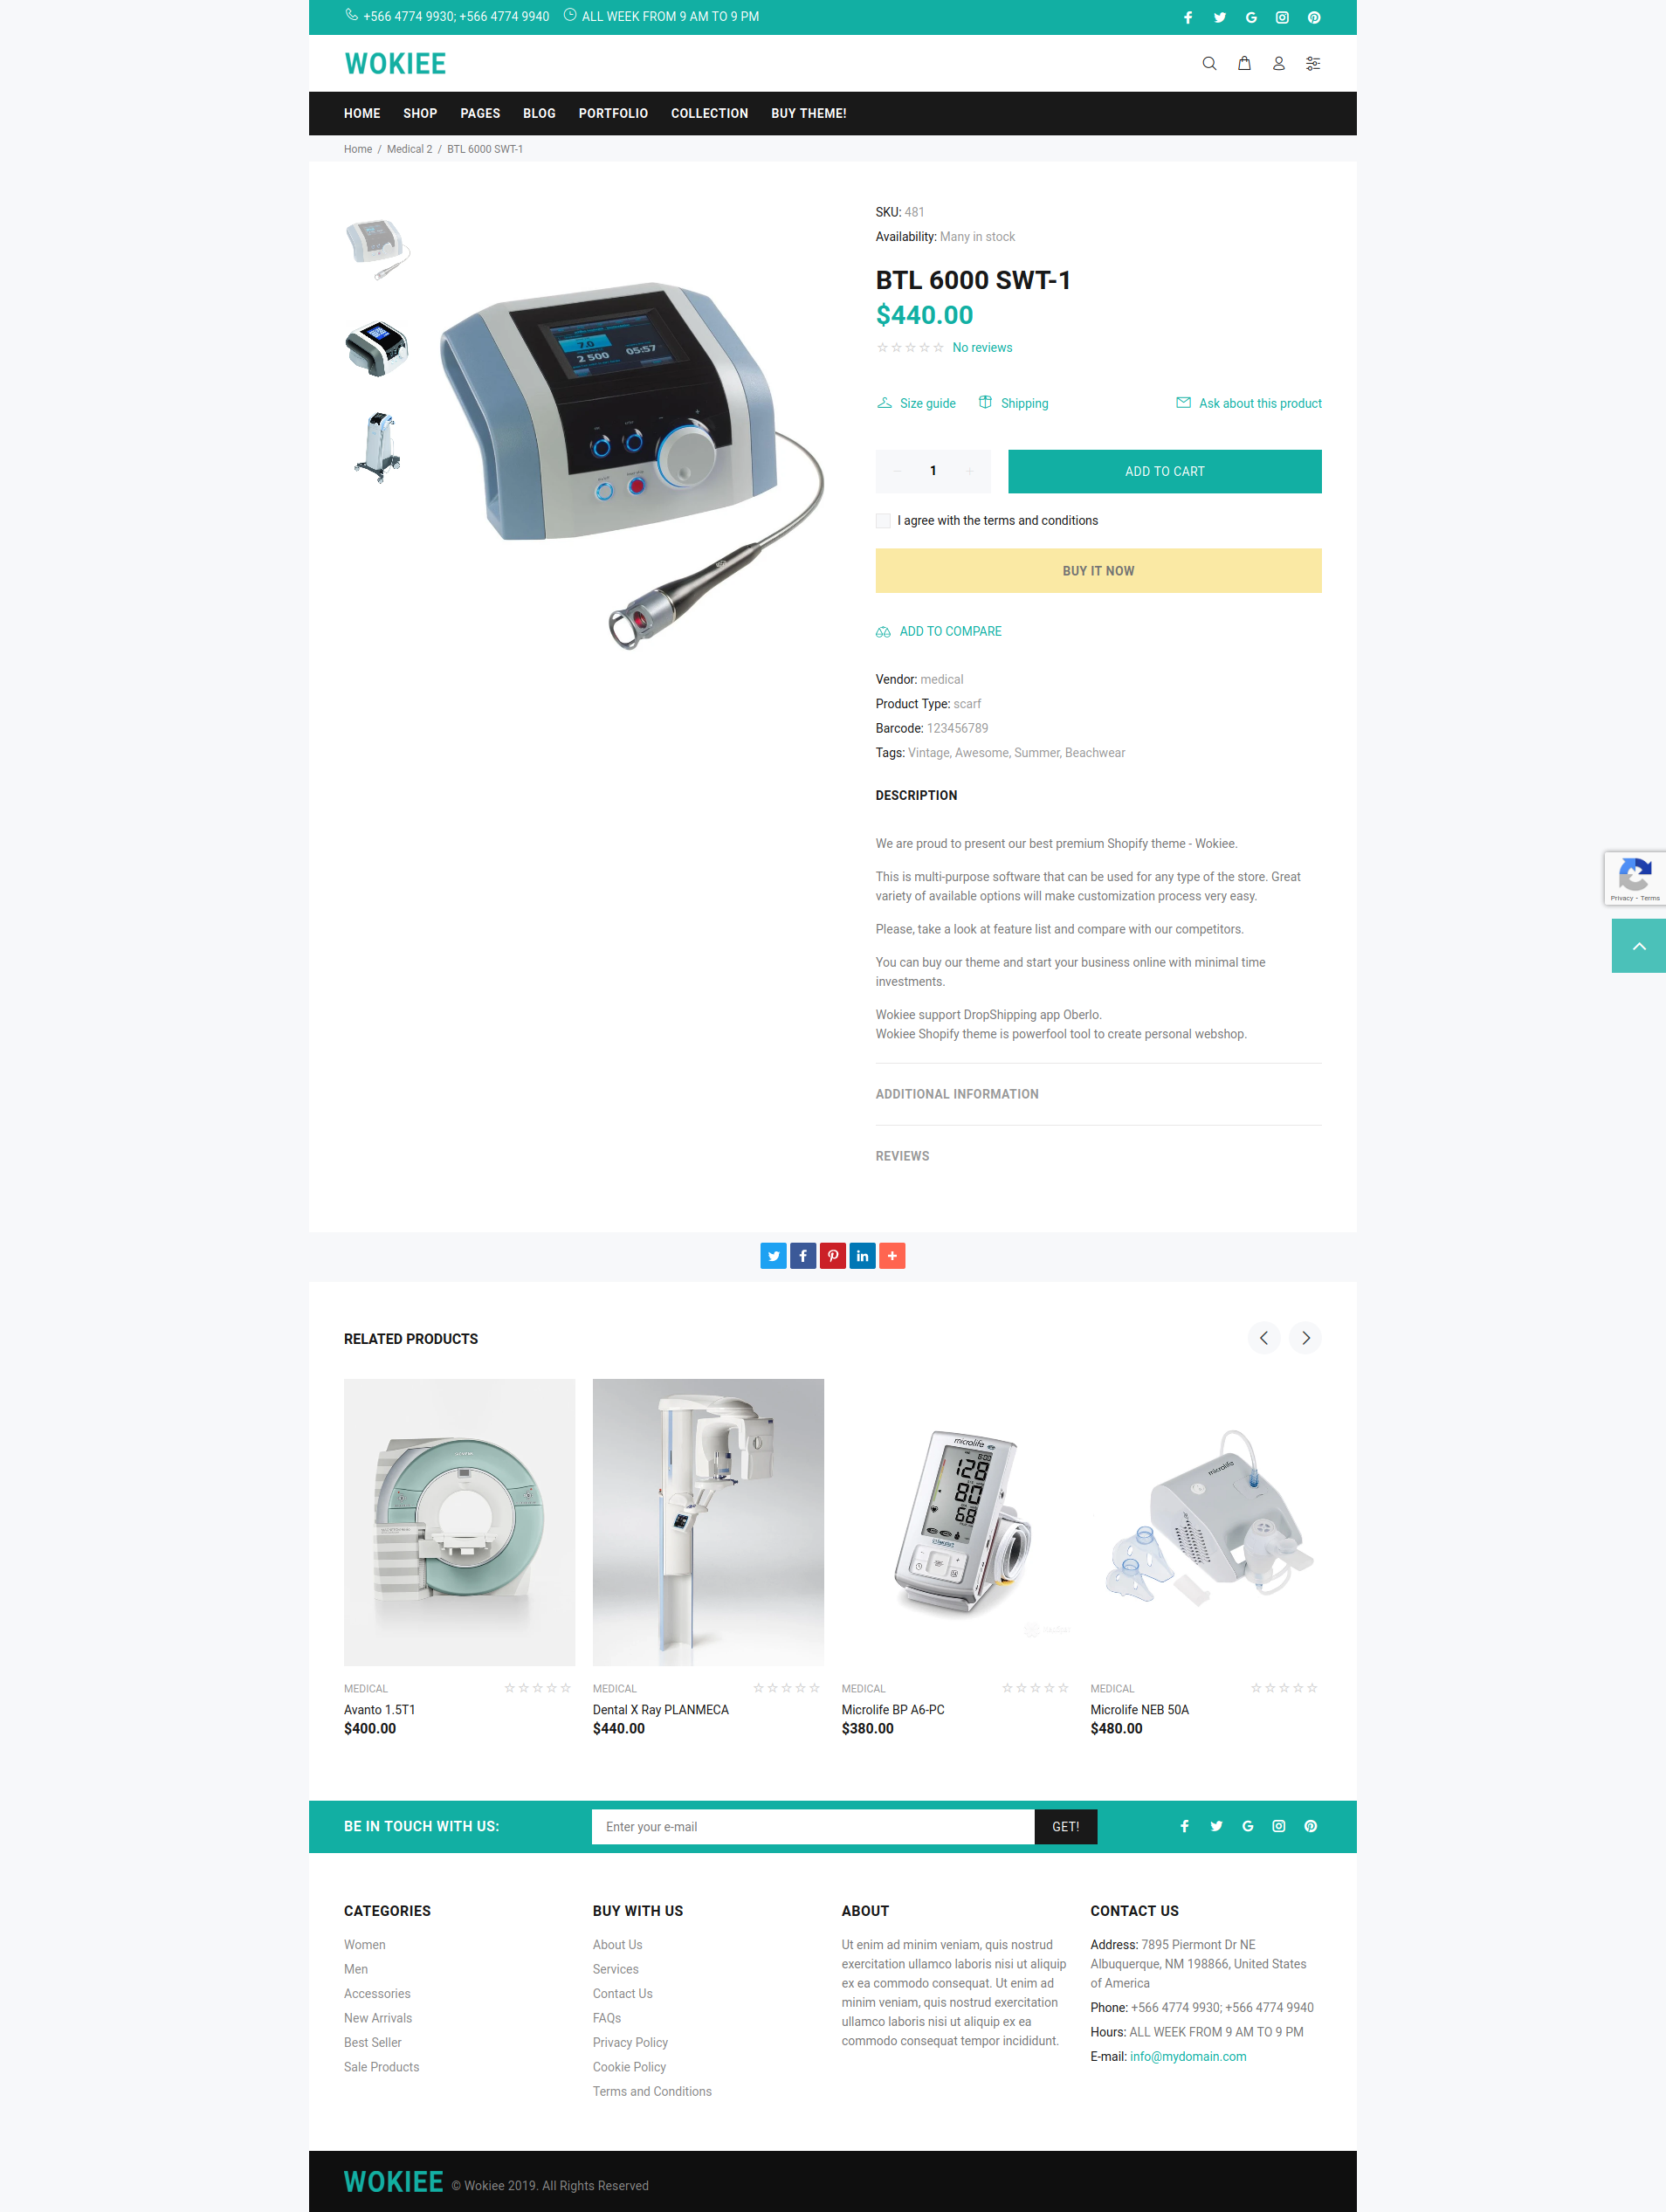 +566 4774 9930; +566 4774 9940 ALL WEEK FROM 9 AM TO 9 PM
WOKIEE
HOME SHOP PAGES BLOG PORTFOLIO COLLECTION BUY THEME!
Home / Medical 2 / BTL 6000 SWT-1
SKU: 481
Availability: Many in stock
BTL 6000 SWT-1
$440.00
No reviews
Size guide Shipping Ask about this product
7.0
2 500 05:57
1 ADD TO CART
I agree with the terms and conditions
BUY IT NOW
ADD TO COMPARE
Vendor: medical
Product Type: scarf
Barcode: 123456789
Tags: Vintage, Awesome, Summer, Beachwear
DESCRIPTION
We are proud to present our best premium Shopify theme - Wokiee.
This is multi-purpose software that can be used for any type of the store. Great
variety of available options will make customization process very easy.
Please, take a look at feature list and compare with our competitors.
You can buy our theme and start your business online with minimal time
investments.
Wokiee support DropShipping app Oberlo.
Wokiee Shopify theme is powerfool tool to create personal webshop.
Privacy - Terms
ADDITIONAL INFORMATION
REVIEWS
RELATED PRODUCTS
microlife
128
80
68
microlife
MEDICAL
Avanto 1.5T1
$400.00
MEDICAL
Dental X Ray PLANMECA
$440.00
MEDICAL
Microlife BP A6-PC
$380.00
MEDICAL
Microlife NEB 50A
$480.00
BE IN TOUCH WITH US: Enter your e-mail GET!
CATEGORIES
Women
Men
Accessories
New Arrivals
Best Seller
Sale Products
BUY WITH US
About Us
Services
Contact Us
FAQs
Privacy Policy
Cookie Policy
Terms and Conditions
ABOUT
Ut enim ad minim veniam, quis nostrud
exercitation ullamco laboris nisi ut aliquip
ex ea commodo consequat. Ut enim ad
minim veniam, quis nostrud exercitation
ullamco laboris nisi ut aliquip ex ea
commodo consequat tempor incididunt.
CONTACT US
Address: 7895 Piermont Dr NE
Albuquerque, NM 198866, United States
of America
Phone: +566 4774 9930; +566 4774 9940
Hours: ALL WEEK FROM 9 AM TO 9 PM
E-mail: info@mydomain.com
WOKIEE © Wokiee 2019. All Rights Reserved